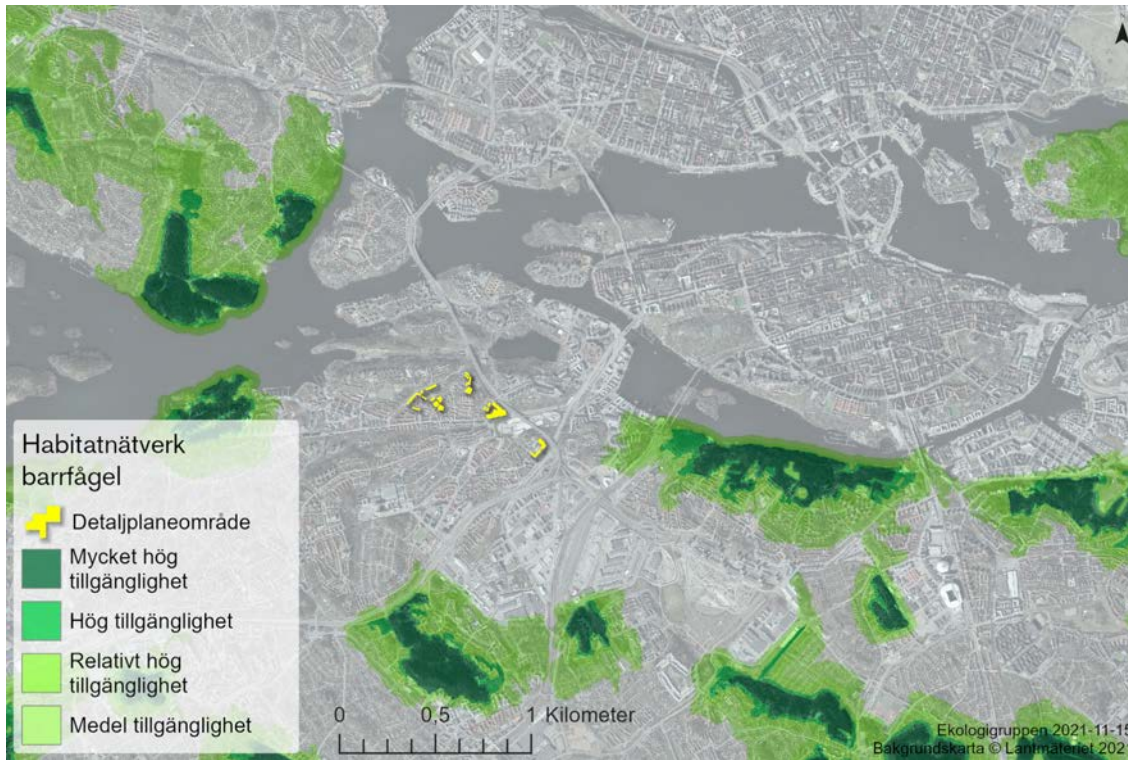 Habitatnätverk
barrfågel
Detaljplaneområde
Mycket hög
tillgänglighet
Hög tillgänglighet
Relativt hög
tillgänglighet
Medel tillgänglighet
0 0,5 1 Kilometer
Ekologigruppen 2021-11-15
Bakgrundskarta © Lantmäteriet 2021